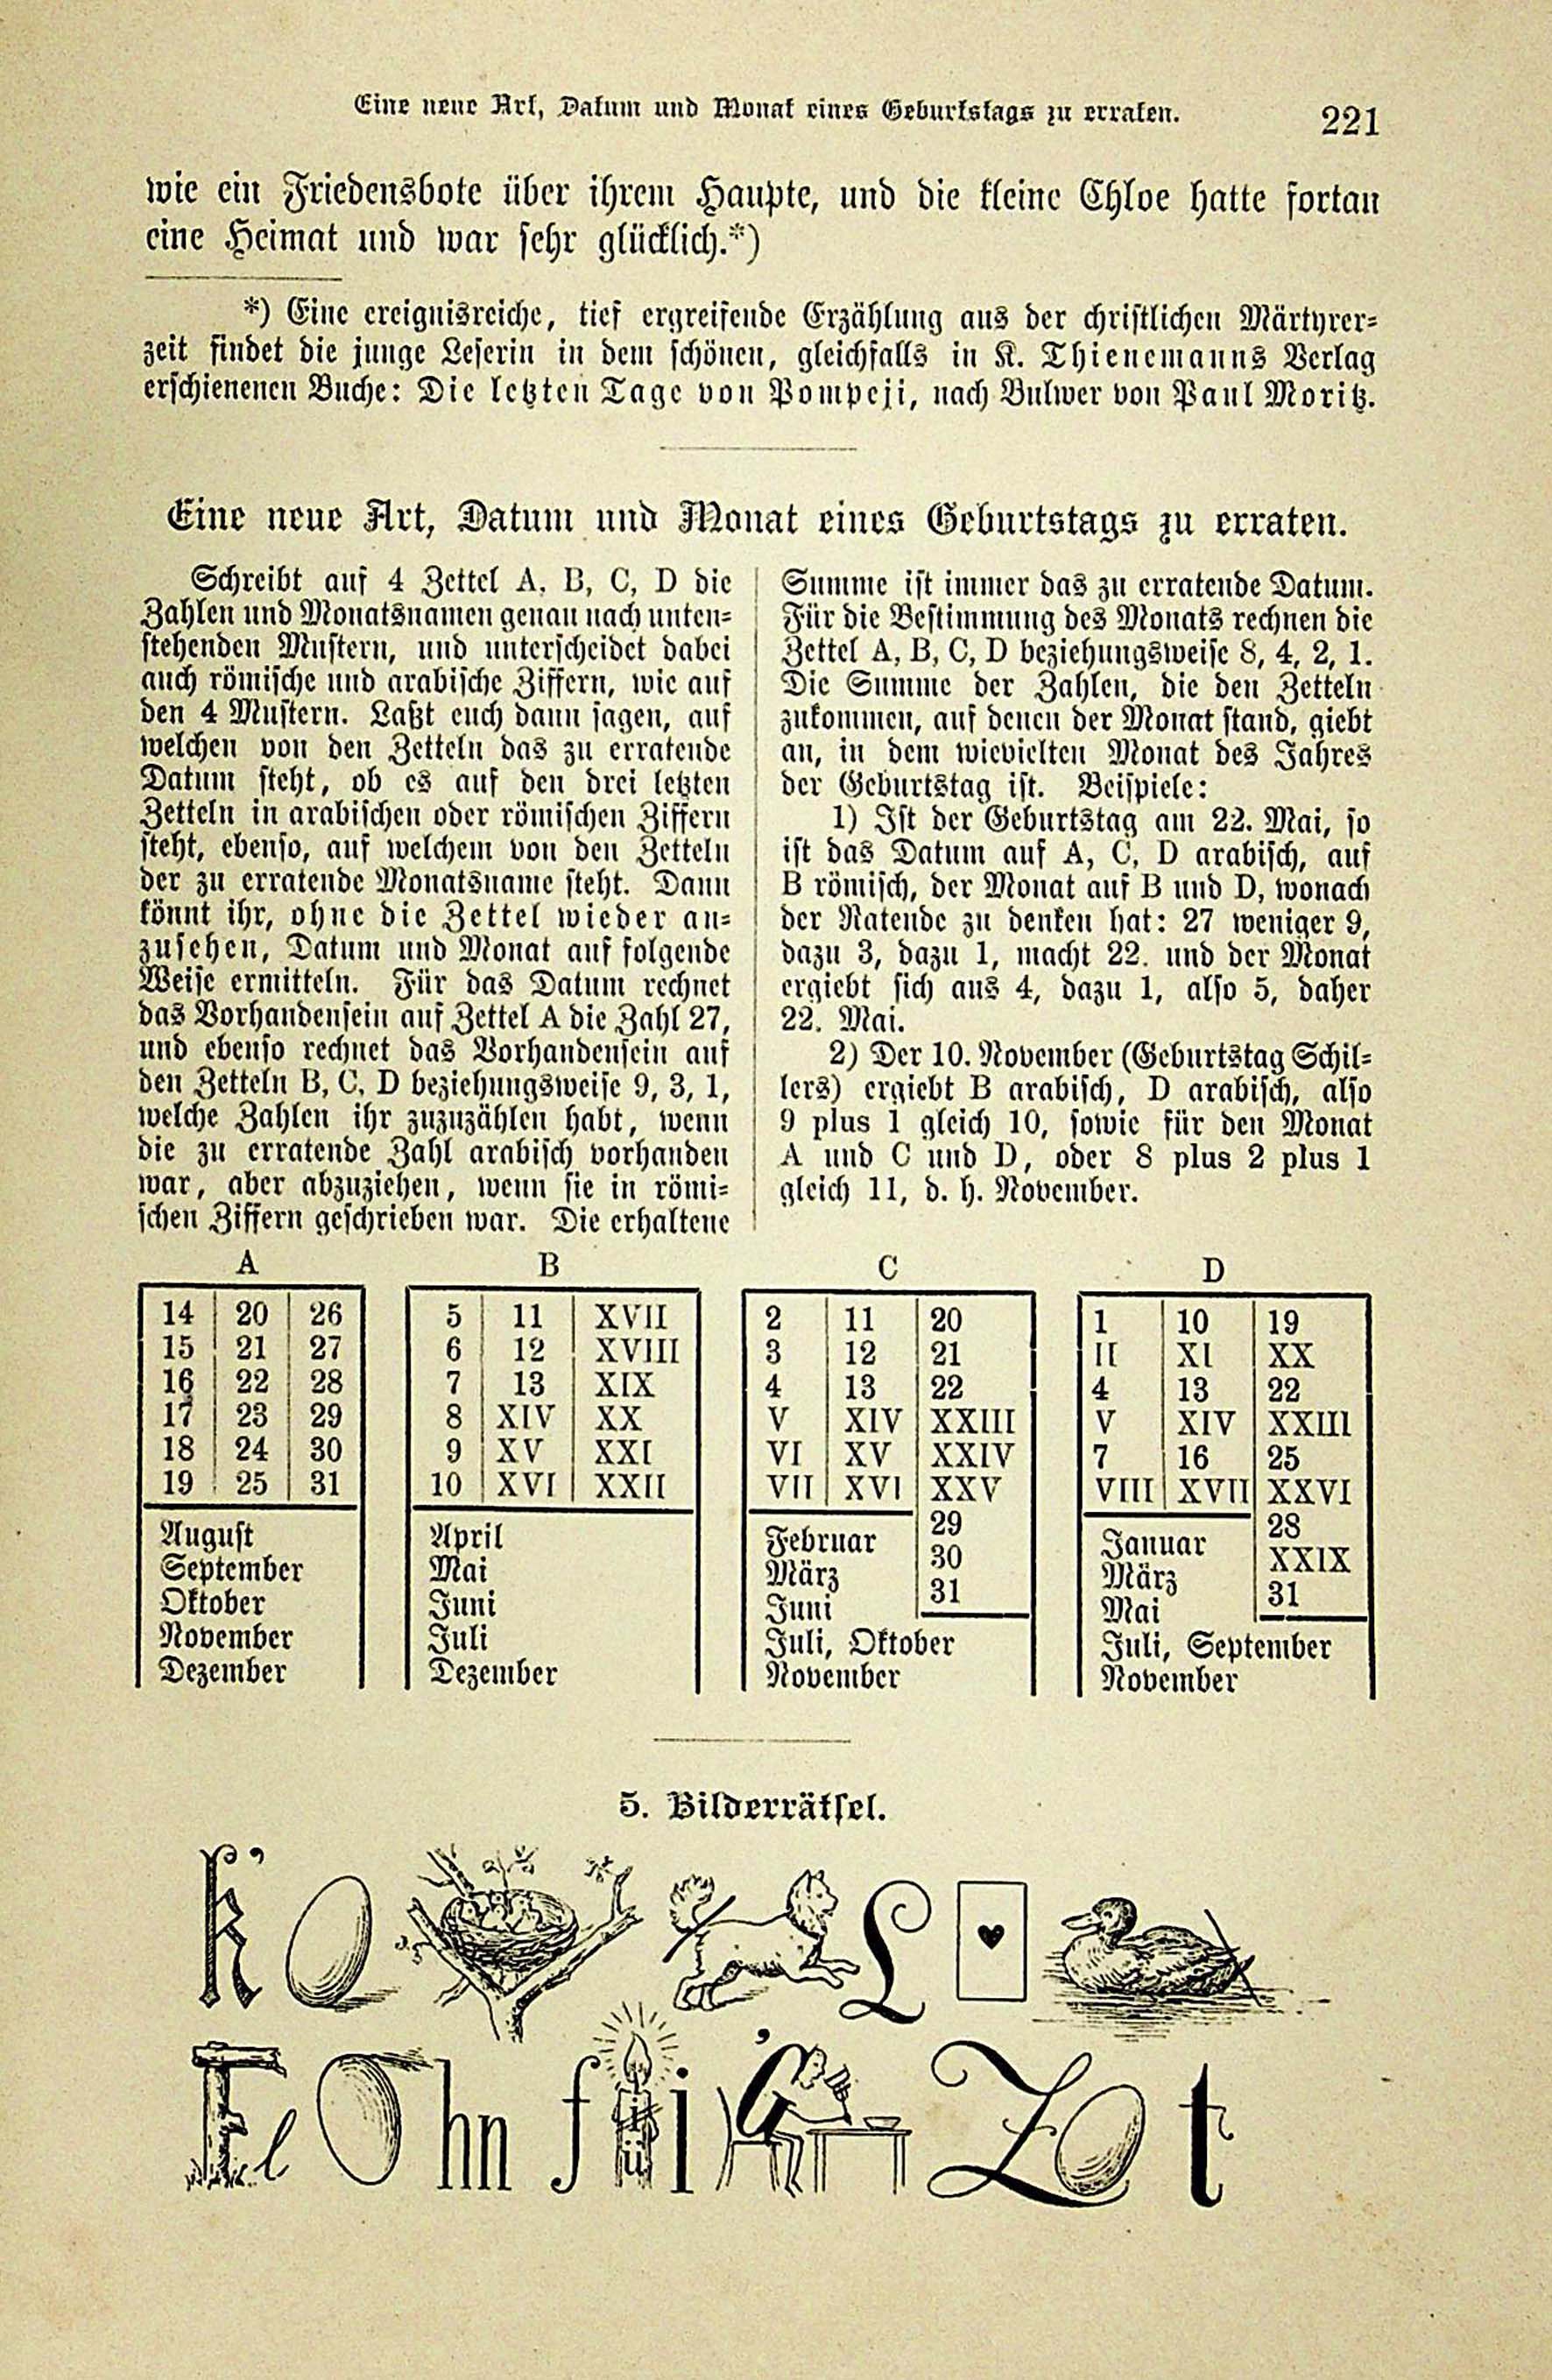 Eine neue Art, Datum und Monat eines Geburtstags zu erraten. 221
wie ein Friedensbote über ihrem Haupte, und die kleine Chloe hatte fortan
eine Heimat und war sehr glücklich.*)
*) Eine ereignisreiche, tief ergreifende Erzählung aus der christlichen Märtyrer-
zeit findet die junge Leserin in dem schönen, gleichfalls in K. Thienemanns Verlag
erschienenen Buche: Die letzten Tage von Pompeji, nach Bulwer von Paul Moritz.
Eine neue Art, Datum und Monat eines Geburtstags zu erraten.
Schreibt auf 4 Zettel A, B, C, D die
Zahlen und Monatsnamen genau nach unten-
stehenden Mustern, und unterscheidet dabei
auch römische und arabische Ziffern, wie auf
den 4 Mustern. Laßt euch dann sagen, auf
welchen von den Zetteln das zu erratende
Datum steht, ob es auf den drei letzten
Zetteln in arabischen oder römischen Ziffern
steht, ebenso, auf welchem von den Zetteln
der zu erratende Monatsname steht. Dann
könnt ihr, ohne die Zettel wieder an-
zusehen, Datum und Monat auf folgende
Weise ermitteln. Für das Datum rechnet
das Vorhandensein auf Zettel A die Zahl 27,
und ebenso rechnet das Vorhandensein auf
den Zetteln B, C, D beziehungsweise 9, 3, 1,
welche Zahlen ihr zuzuzählen habt, wenn
die zu erratende Zahl arabisch vorhanden
war, aber abzuziehen, wenn sie in römi-
schen Ziffern geschrieben war. Die erhaltene
Summe ist immer das zu erratende Datum.
Für die Bestimmung des Monats rechnen die
Zettel A, B, C, D beziehungsweise 8, 4, 2, 1.
Die Summe der Zahlen, die den Zetteln
zukommen, auf denen der Monat stand, giebt
an, in dem wievielten Monat des Jahres
der Geburtstag ist. Beispiele:
1) Ist der Geburtstag am 22. Mai, so
ist das Datum auf A, C, D arabisch, auf
B römisch, der Monat auf B und D, wonach
der Ratende zu denken hat: 27 weniger 9,
dazu 3, dazu 1, macht 22. und der Monat
ergiebt sich aus 4, dazu 1, also 5, daher
22. Mai.
2) Der 10. November (Geburtstag Schil-
lers) ergiebt B arabisch, D arabisch, also
9 plus 1 gleich 10, sowie für den Monat
A und C und D, oder 8 plus 2 plus 1
gleich 11, d. h. November.
A
14 20 26
15 21 27
16 22 28
17 23 29
18 24 30
19 25 31
August
September
Oktober
November
Dezember
B
5 11 XVII
6 12 XVIII
7 13 XIX
8 XIV XX
9 XV XXI
10 XVI XXII
April
Mai
Juni
Juli
Dezember
C
2 11 20
3 12 21
4 13 22
V XIV XXIII
VI XV XXIV
VII XVI XXV
Februar 29
März 30
Juni 31
Juli, Oktober
November
D
1 10 19
II XI XX
4 13 22
V XIV XXIII
7 16 25
VIII XVII XXVI
Januar 28
März XXIX
Mai 31
Juli, September
November
5. Bilderrätsel.
K' L
F l hn f i G' Z t